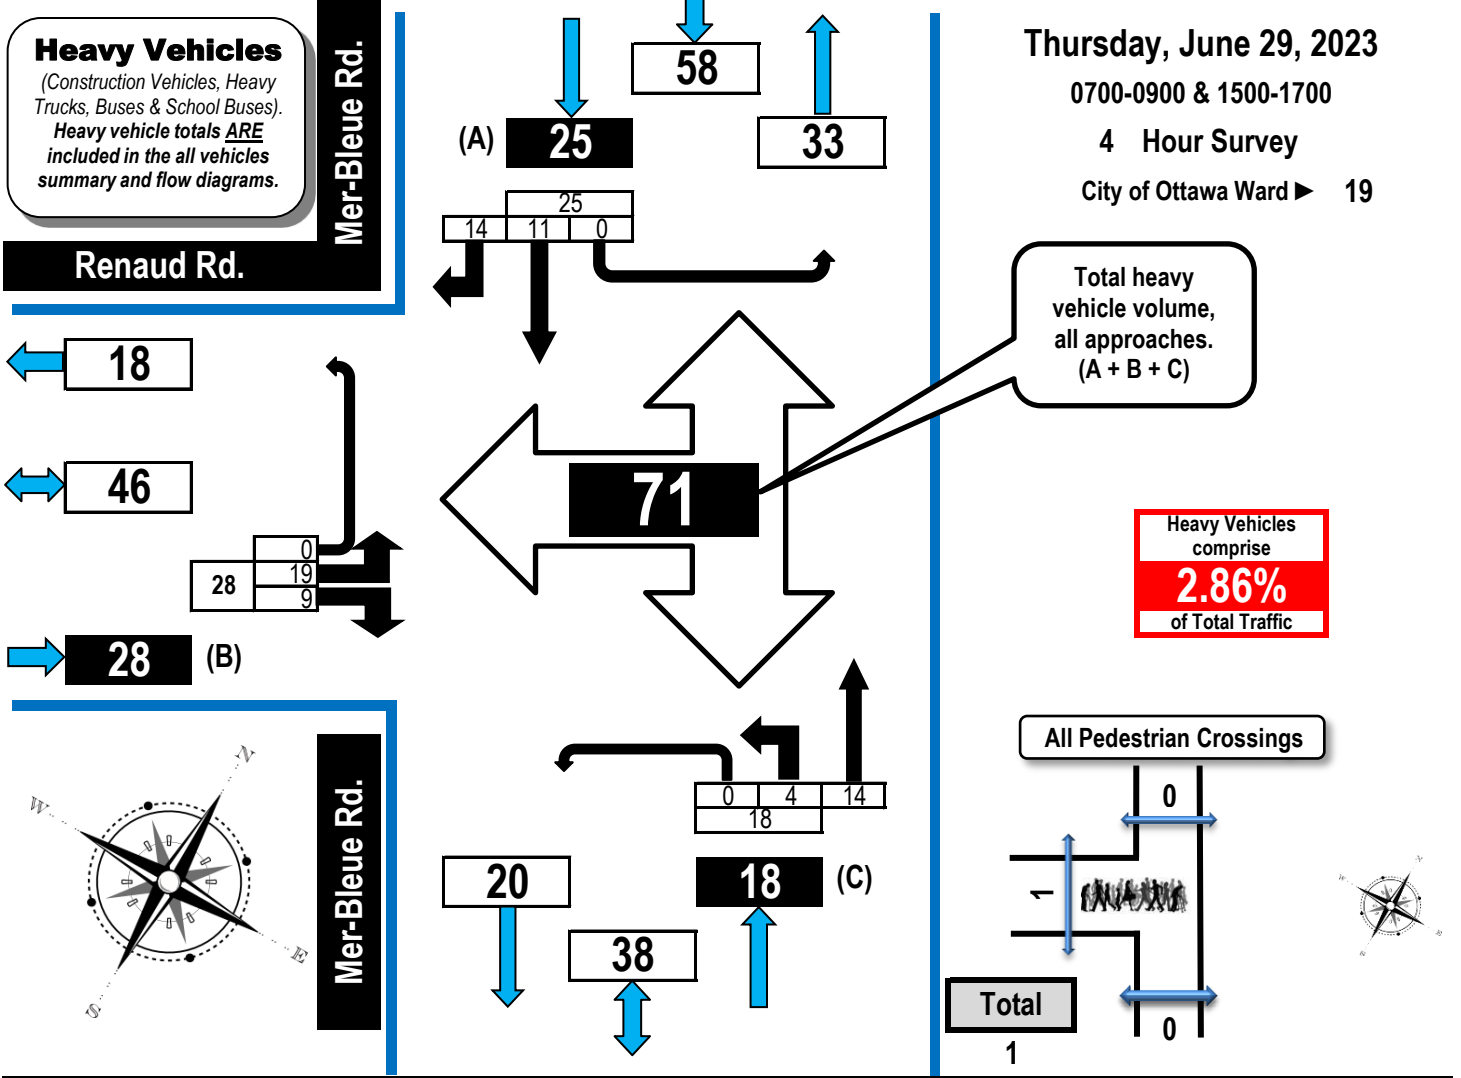 Heavy Vehicles
(Construction Vehicles, Heavy
Trucks, Buses & School Buses).
Heavy vehicle totals ARE
included in the all vehicles
summary and flow diagrams.
Mer-Bleue Rd.
Renaud Rd.
58
(A) 25
33
25
14 11 0
Thursday, June 29, 2023
0700-0900 & 1500-1700
4 Hour Survey
City of Ottawa Ward ► 19
Total heavy
vehicle volume,
all approaches.
(A + B + C)
18
46
71
0
28 19
9
28 (B)
Heavy Vehicles
comprise
2.86%
of Total Traffic
Mer-Bleue Rd.
N
W
E
S
0 4 14
18
20
18 (C)
38
All Pedestrian Crossings
0
1
0
Total
1
N
W
E
S